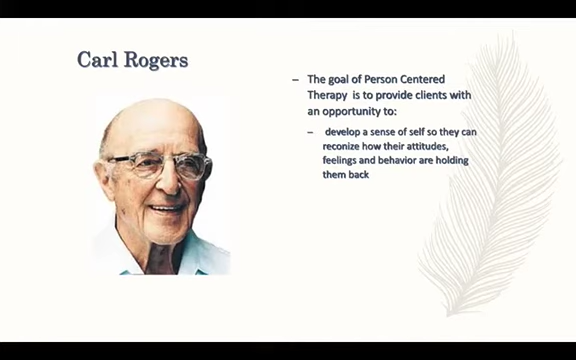 Carl Rogers
– The goal of Person Centered
Therapy is to provide clients with
an opportunity to:
– develop a sense of self so they can
reconize how their attitudes,
feelings and behavior are holding
them back